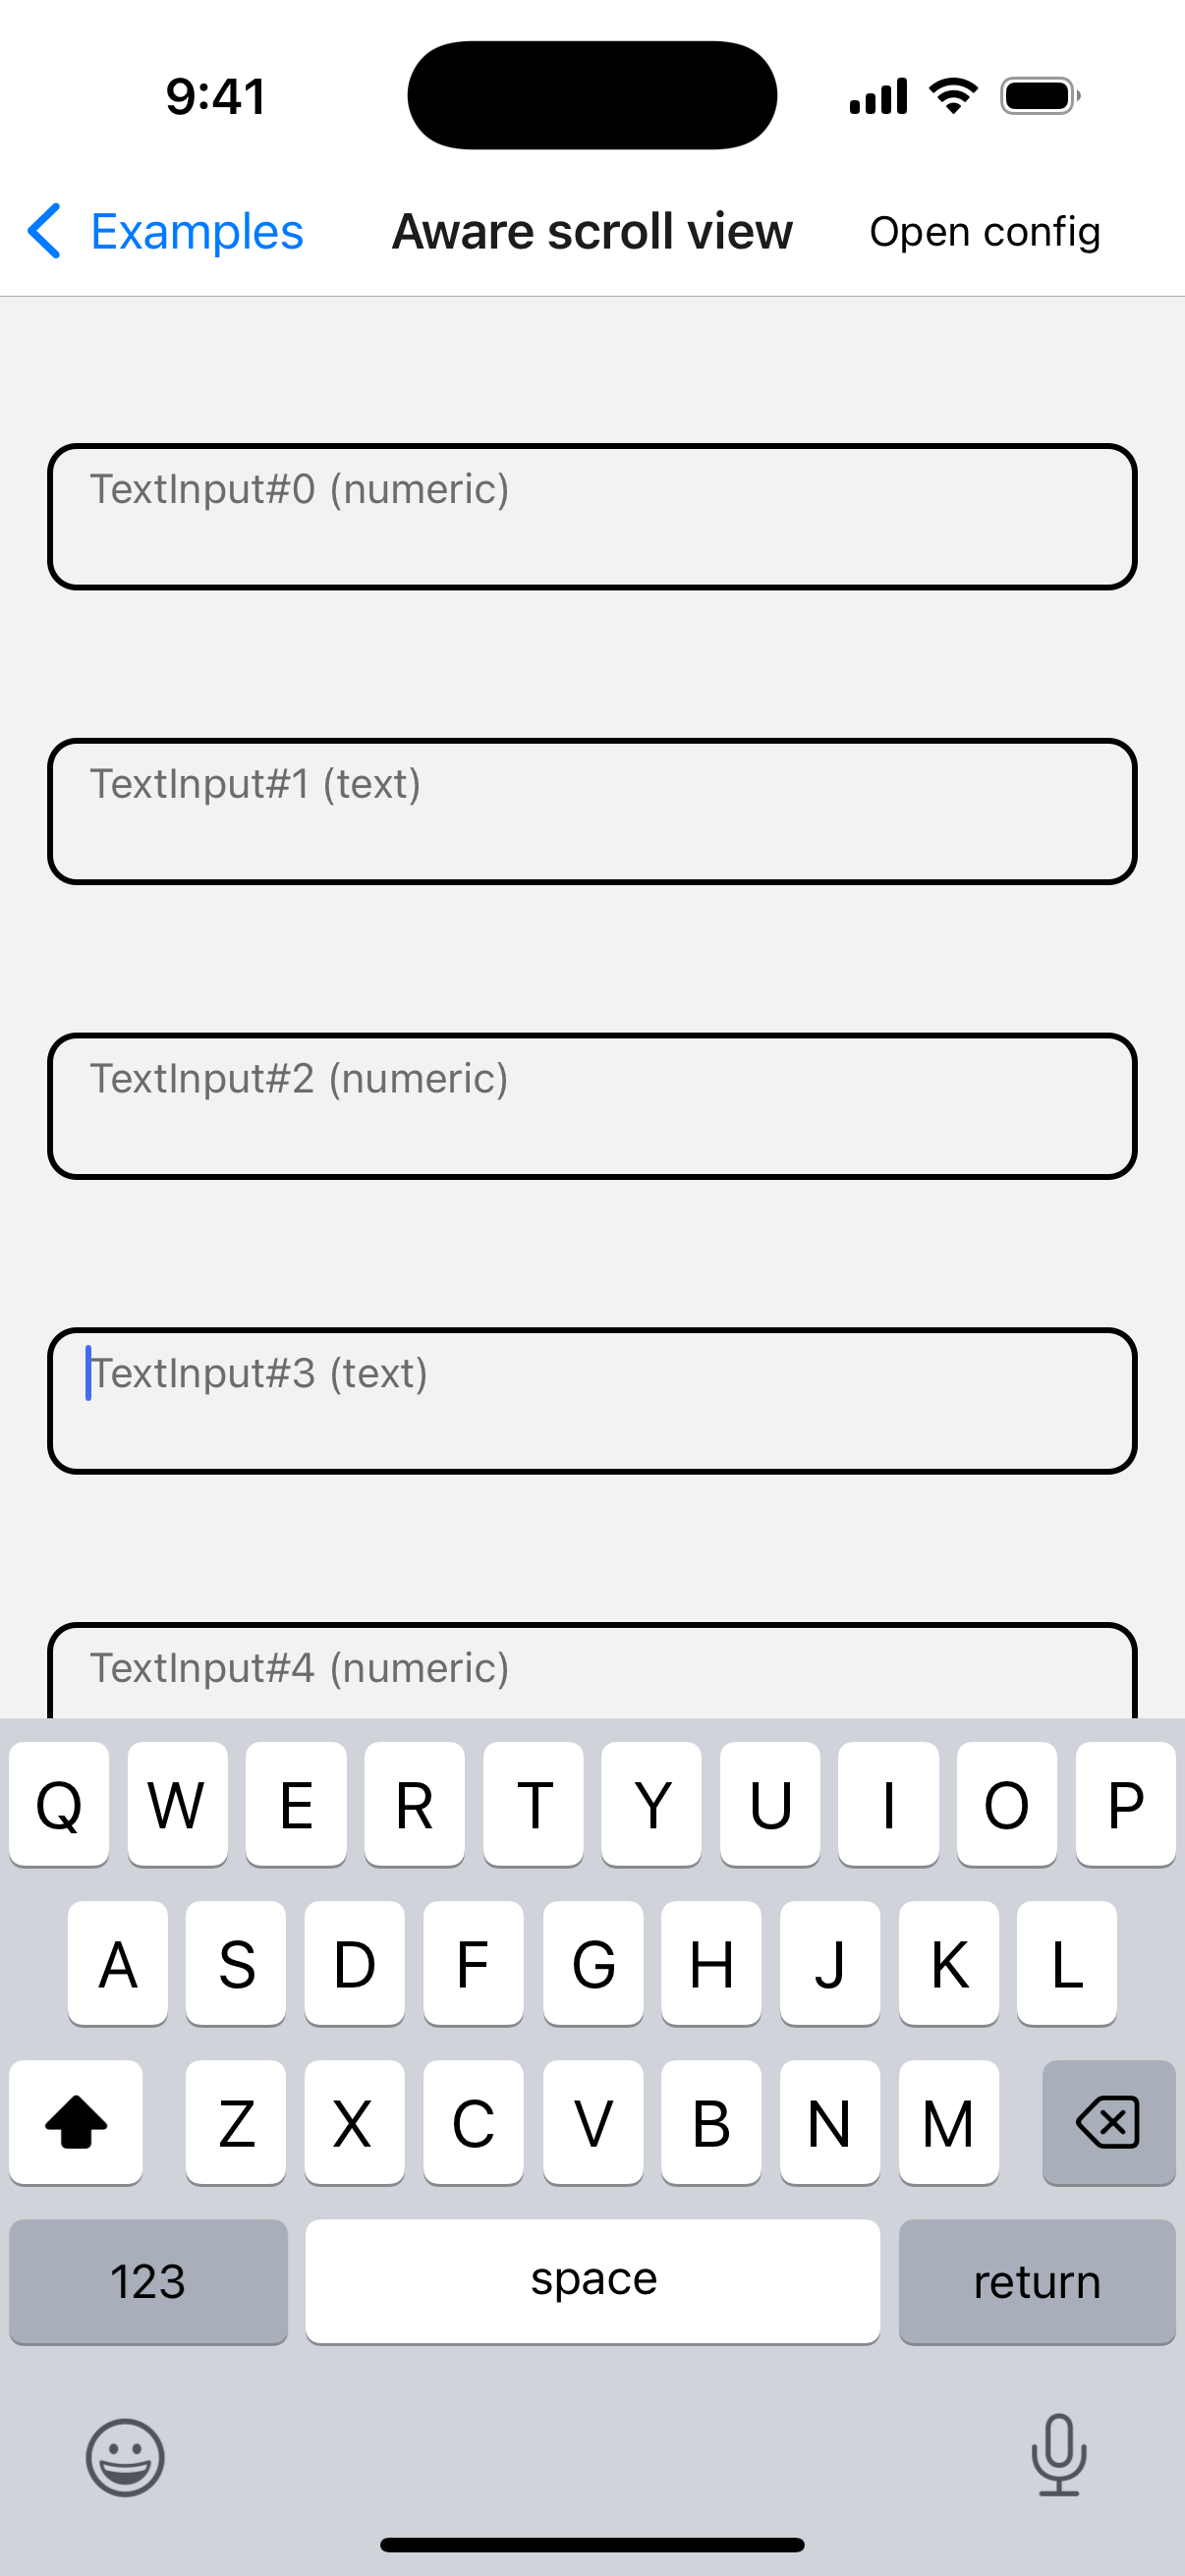 9:41
Examples Aware scroll view Open config
TextInput#0 (numeric)
TextInput#1 (text)
TextInput#2 (numeric)
TextInput#3 (text)
TextInput#4 (numeric)
Q W E R T Y U I O P
A S D F G H J K L
Z X C V B N M
123 space return